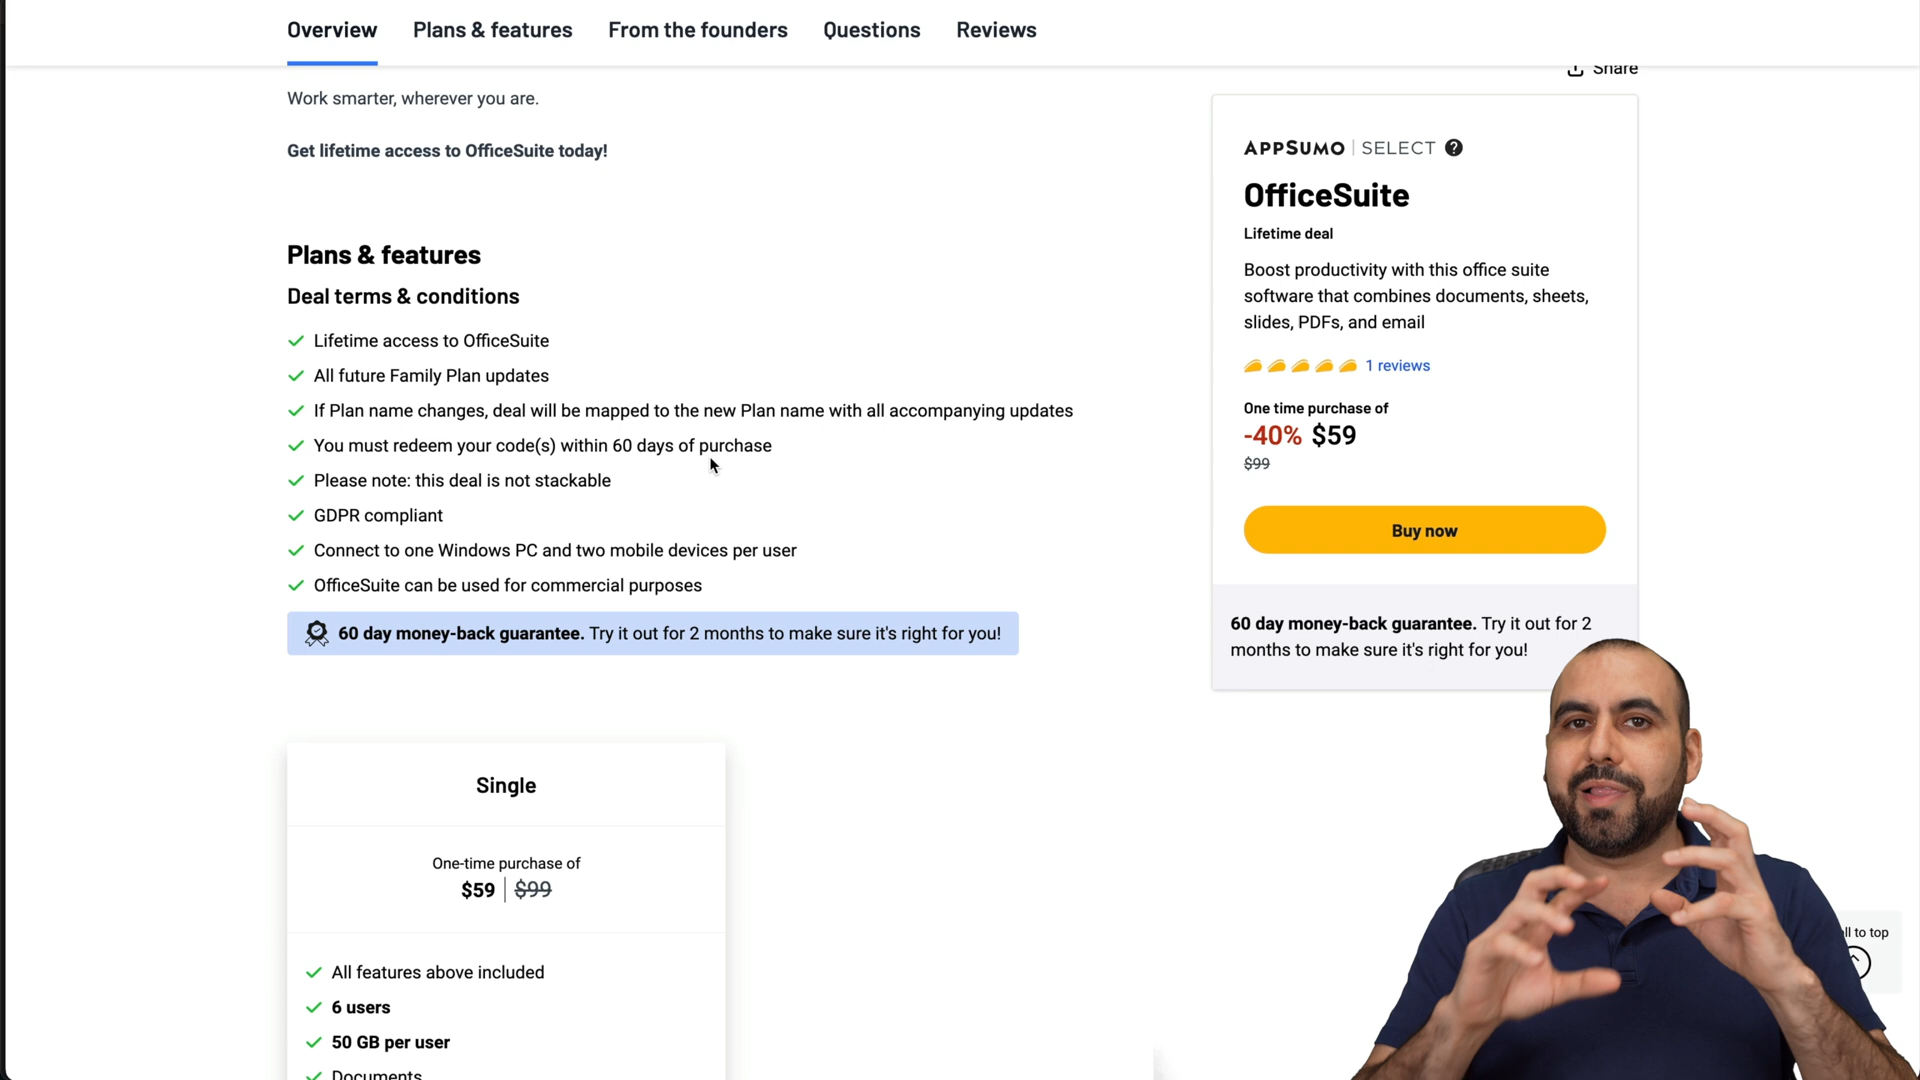 Overview
Plans & features
From the founders
Questions
Reviews
Share
Work smarter, wherever you are.
Get lifetime access to OfficeSuite today!
Plans & features
Deal terms & conditions
Lifetime access to OfficeSuite
All future Family Plan updates
If Plan name changes, deal will be mapped to the new Plan name with all accompanying updates
You must redeem your code(s) within 60 days of purchase
Please note: this deal is not stackable
GDPR compliant
Connect to one Windows PC and two mobile devices per user
OfficeSuite can be used for commercial purposes
60 day money-back guarantee. Try it out for 2 months to make sure it's right for you!
Single
One-time purchase of
$59 | $99
All features above included
6 users
50 GB per user
Documents
APPSUMO | SELECT ?
OfficeSuite
Lifetime deal
Boost productivity with this office suite
software that combines documents, sheets,
slides, PDFs, and email
1 reviews
One time purchase of
-40% $59
$99
Buy now
60 day money-back guarantee. Try it out for 2
months to make sure it's right for you!
ll to top